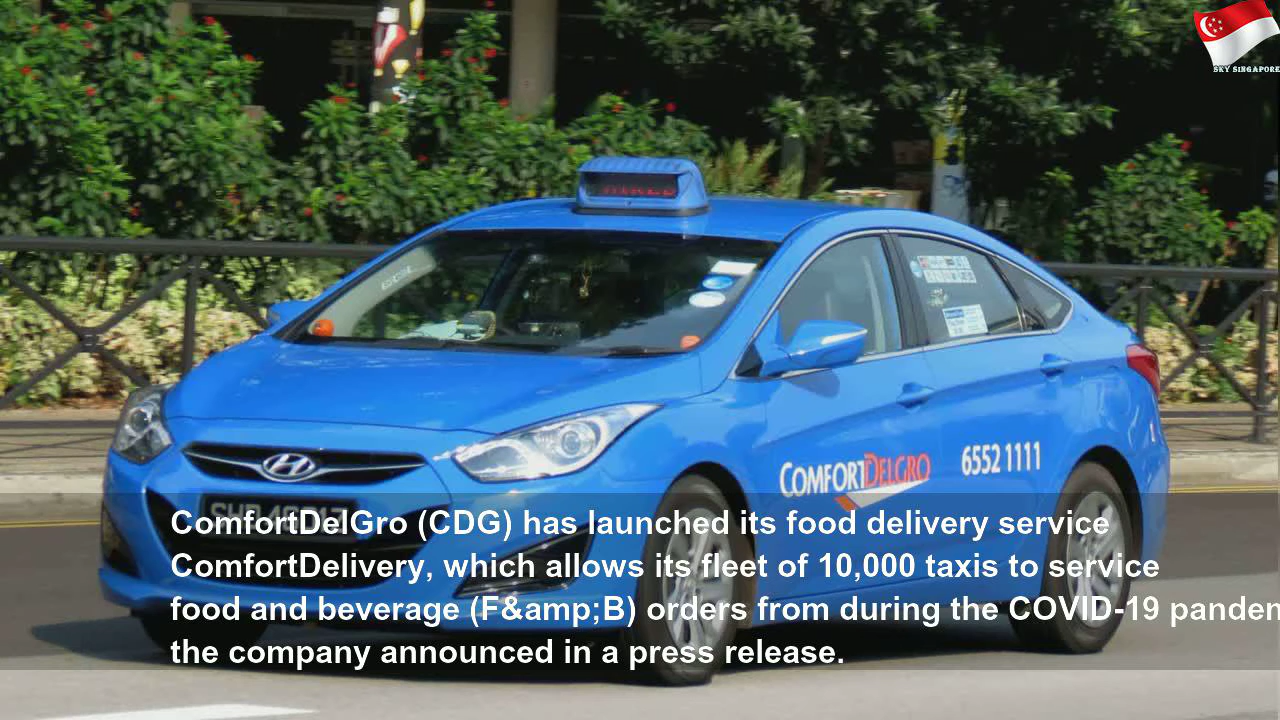 SKY SINGAPORE
HIRED
COMFORTDELGRO
6552 1111
ComfortDelGro (CDG) has launched its food delivery service
ComfortDelivery, which allows its fleet of 10,000 taxis to service
food and beverage (F&amp;B) orders from during the COVID-19 pandem
the company announced in a press release.